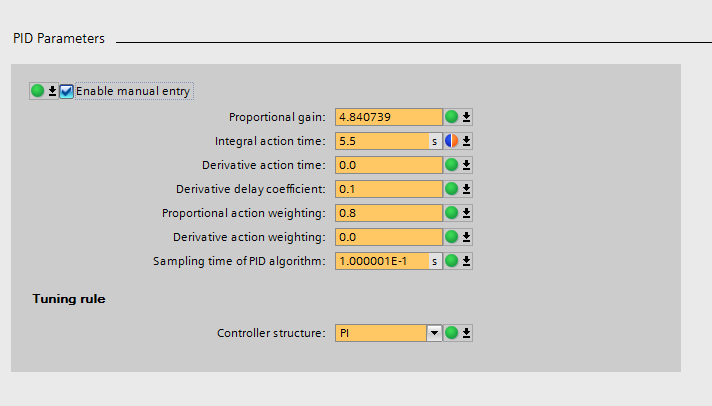 PID Parameters
Enable manual entry
Proportional gain: 4.840739
Integral action time: 5.5 s
Derivative action time: 0.0
Derivative delay coefficient: 0.1
Proportional action weighting: 0.8
Derivative action weighting: 0.0
Sampling time of PID algorithm: 1.000001E-1 s
Tuning rule
Controller structure: PI